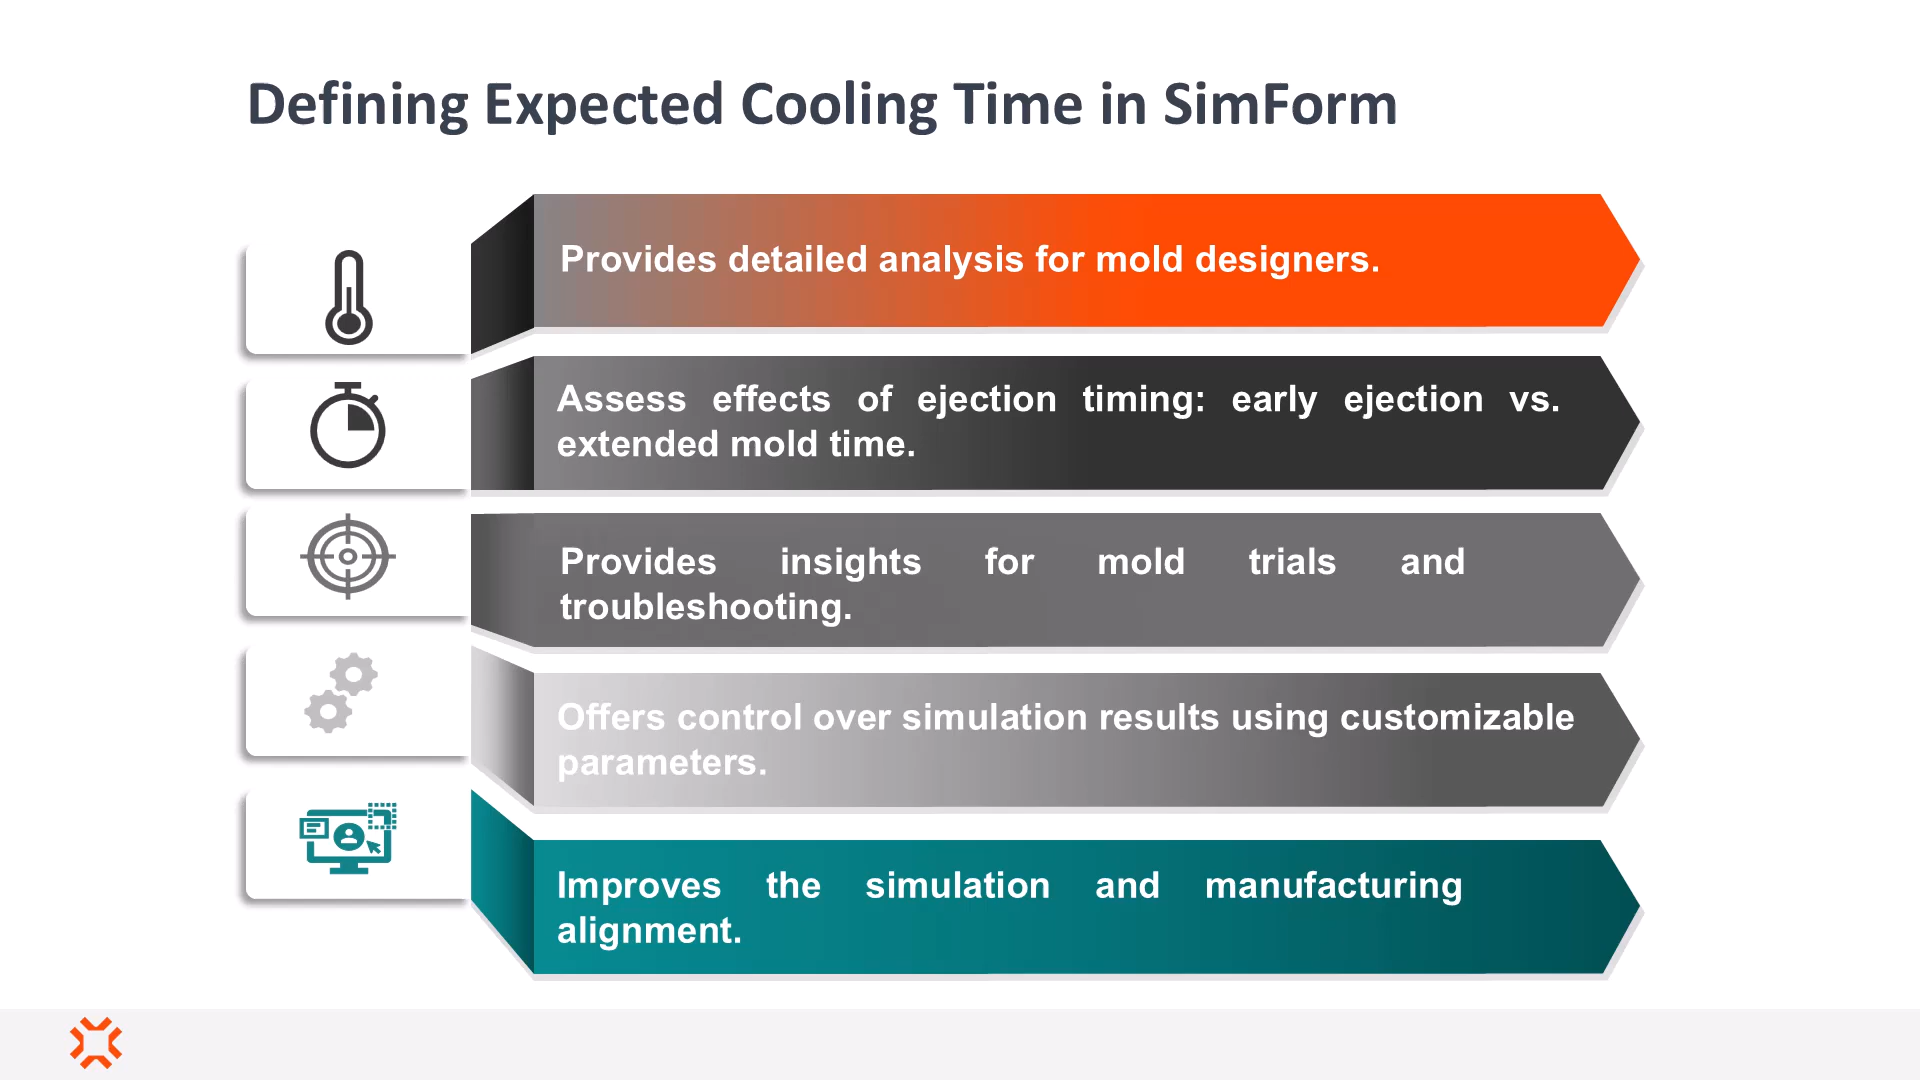 Defining Expected Cooling Time in SimForm
Provides detailed analysis for mold designers.
Assess effects of ejection timing: early ejection vs.
extended mold time.
Provides insights for mold trials and
troubleshooting.
Offers control over simulation results using customizable
parameters.
Improves the simulation and manufacturing
alignment.